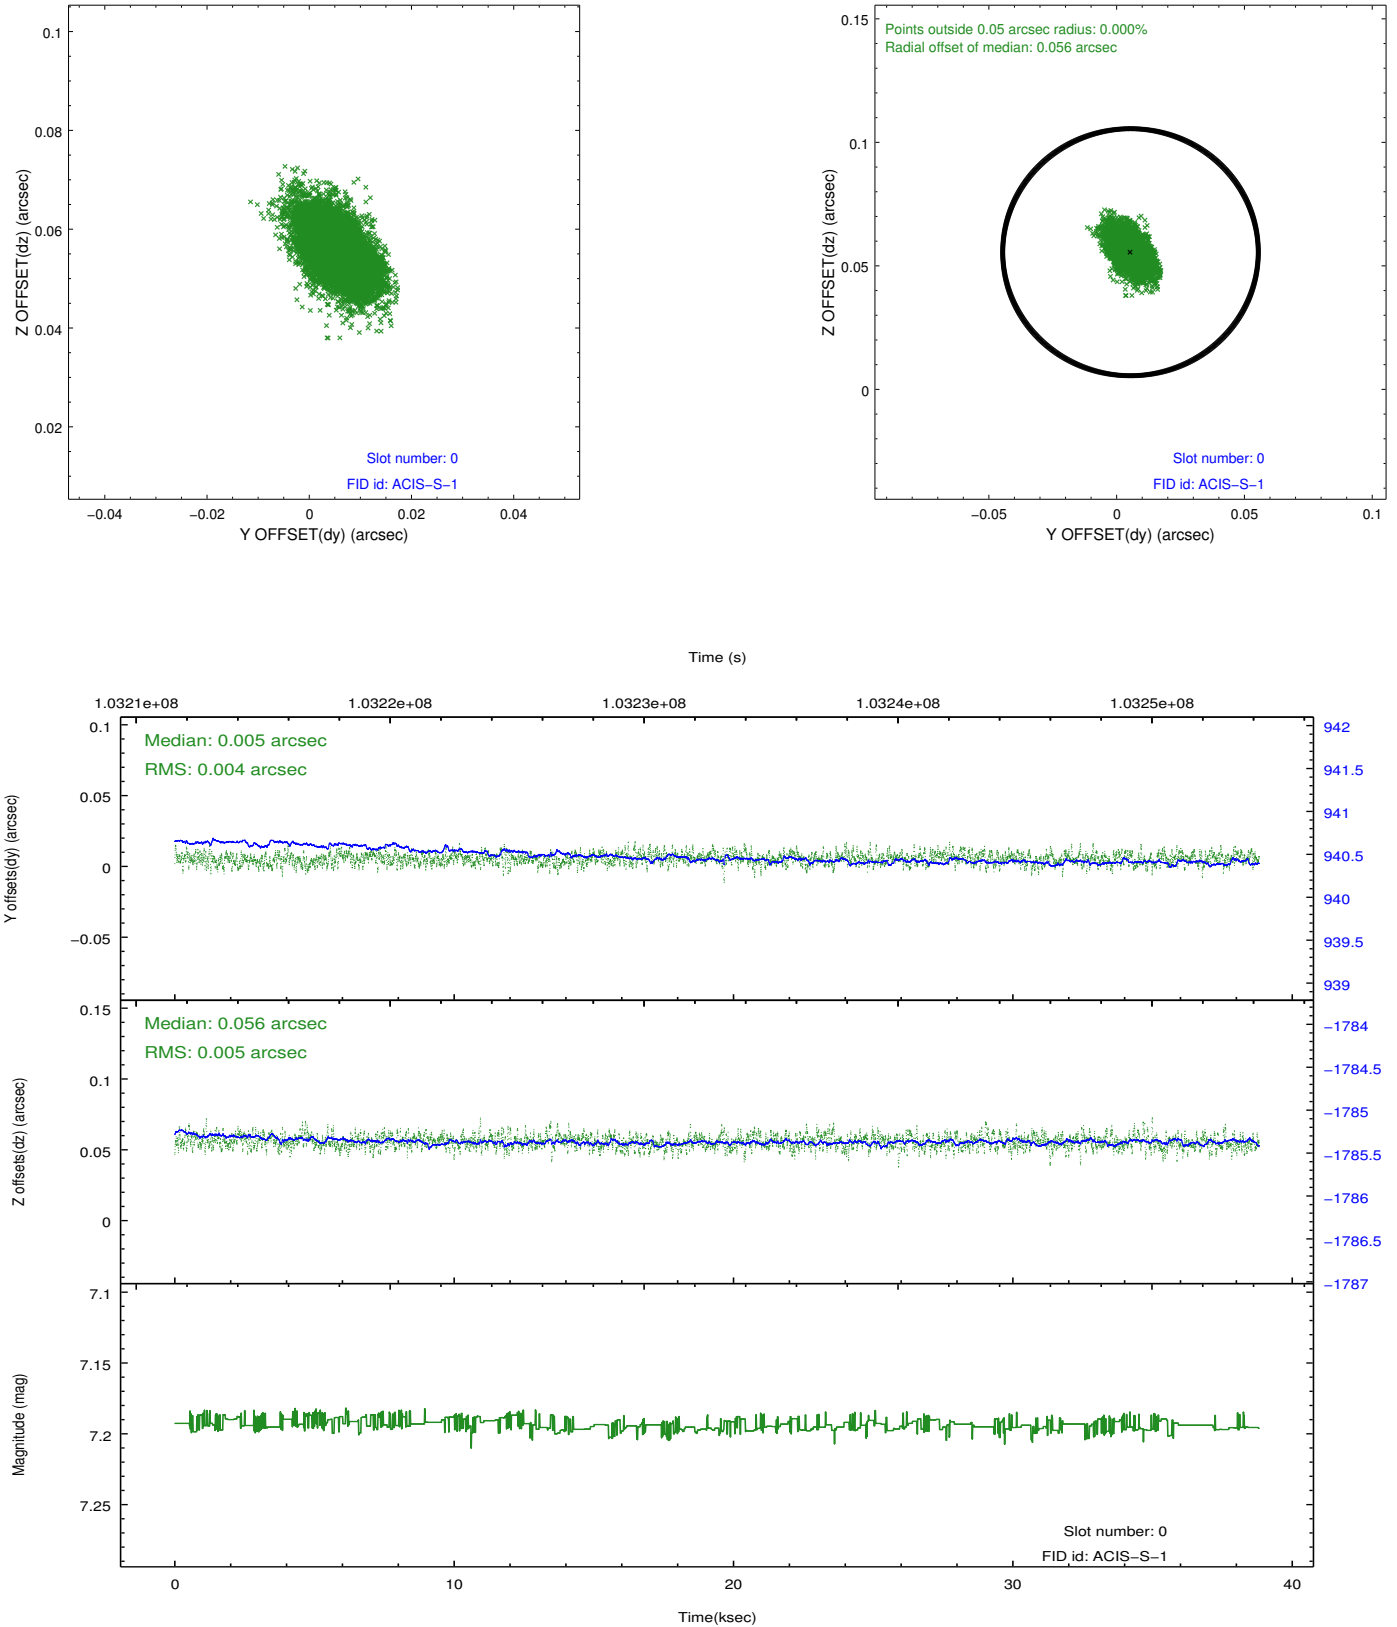 0.1
0.08
0.06
0.04
0.02
Z OFFSET(dz) (arcsec)
Slot number: 0
FID id: ACIS−S−1
−0.04
−0.02
0
0.02
0.04
Y OFFSET(dy) (arcsec)
Points outside 0.05 arcsec radius: 0.000%
Radial offset of median: 0.056 arcsec
0.15
0.1
0.05
0
Z OFFSET(dz) (arcsec)
Slot number: 0
FID id: ACIS−S−1
−0.05
0
0.05
0.1
Y OFFSET(dy) (arcsec)
Time (s)
1.0321e+08
1.0322e+08
1.0323e+08
1.0324e+08
1.0325e+08
Median: 0.005 arcsec
RMS: 0.004 arcsec
0.1
0.05
0
−0.05
Y offsets(dy) (arcsec)
942
941.5
941
940.5
940
939.5
939
Median: 0.056 arcsec
RMS: 0.005 arcsec
0.15
0.1
0.05
0
Z offsets(dz) (arcsec)
−1784
−1784.5
−1785
−1785.5
−1786
−1786.5
−1787
7.1
7.15
7.2
7.25
Magnitude (mag)
Slot number: 0
FID id: ACIS−S−1
0
10
20
30
40
Time(ksec)